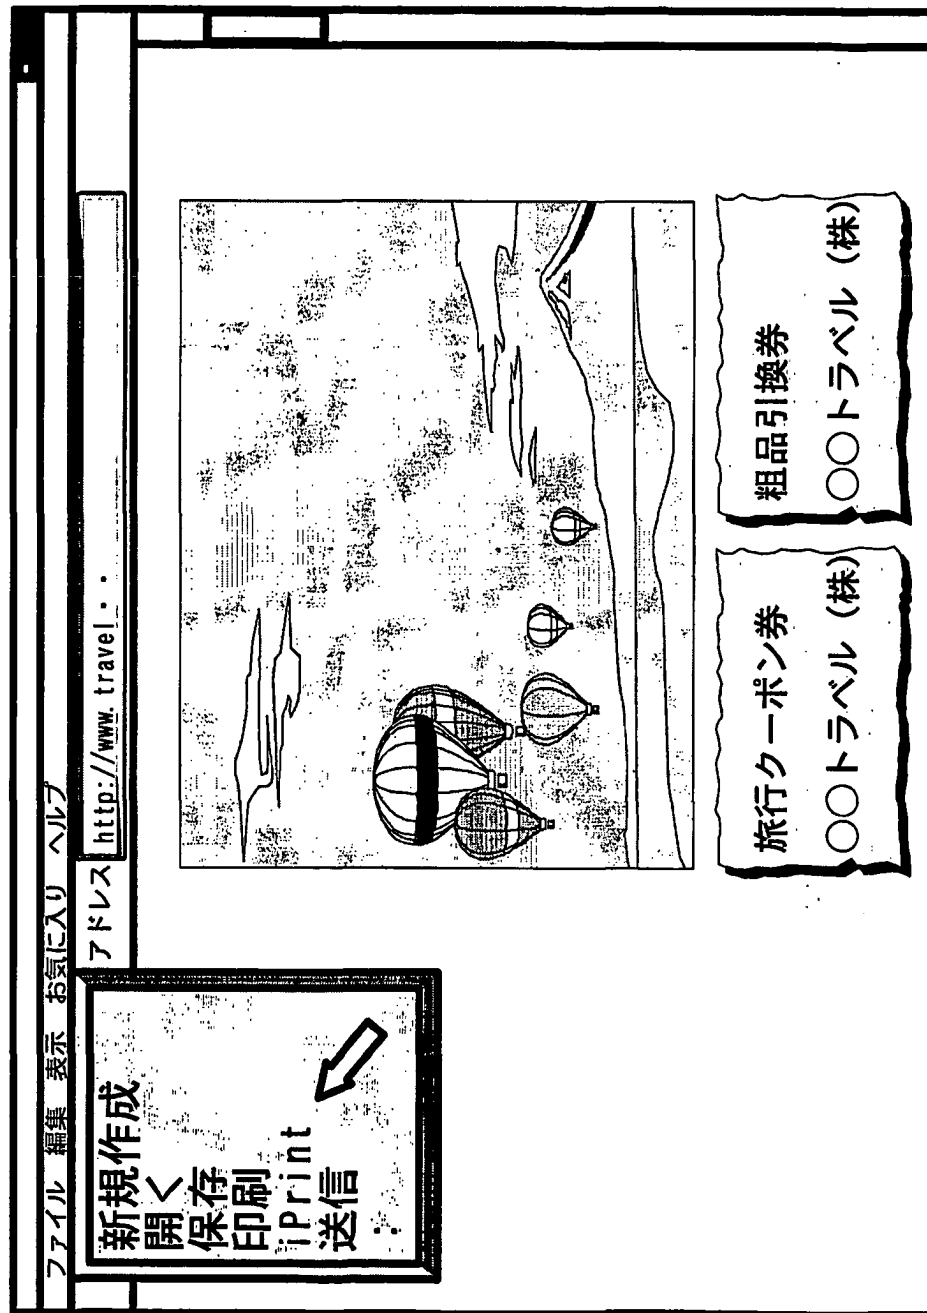 ファイル 編集 表示 お気に入り ヘルプ
アドレス http://www.travel・・
新規作成
開く
保存
印刷
iPrint
送信
:
旅行クーポン券
○○トラベル (株)
粗品引換券
○○トラベル (株)